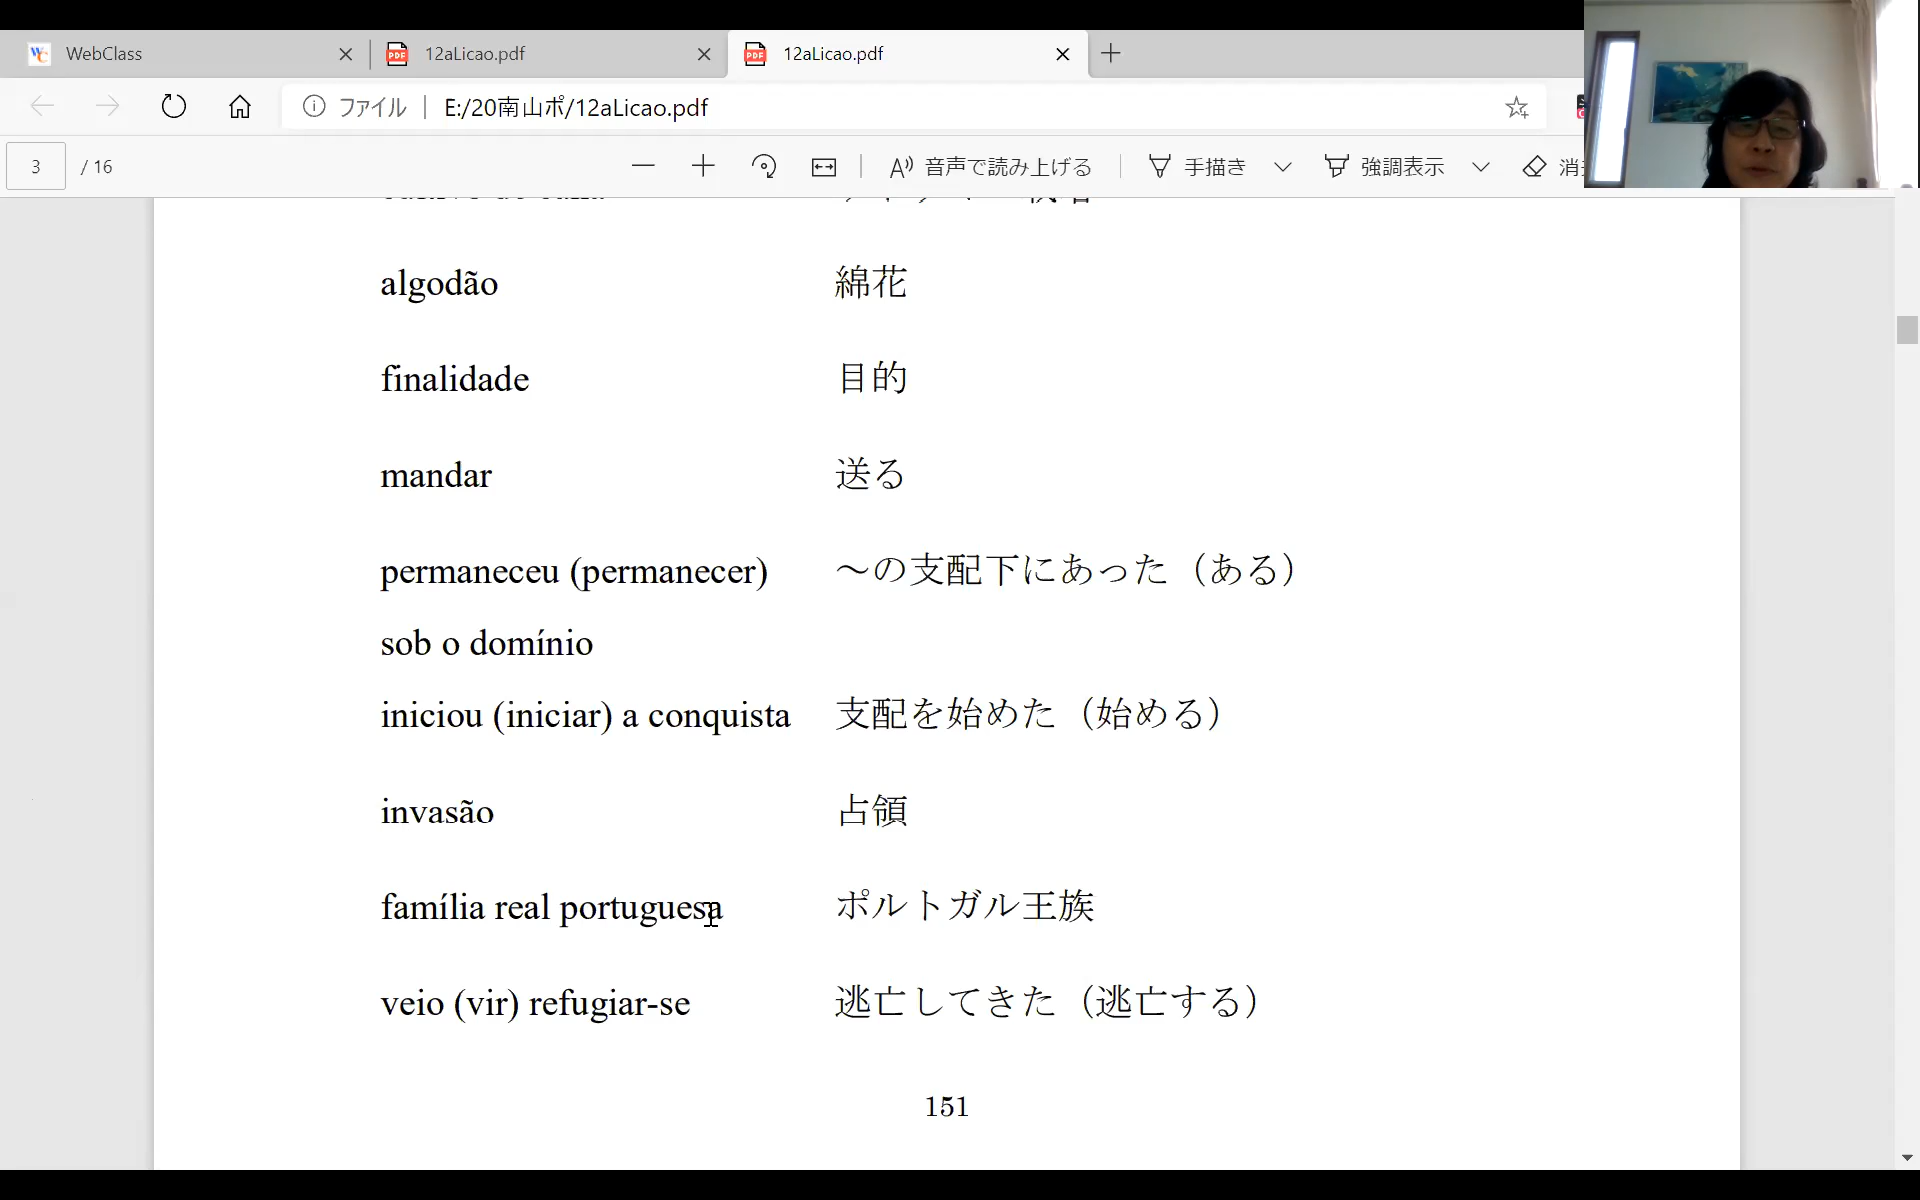 WebClass
12aLicao.pdf
12aLicao.pdf
ファイル E:/20南山ポ/12aLicao.pdf
3 / 16 音声で読み上げる 手描き 強調表示
algodão 綿花
finalidade 目的
mandar 送る
permaneceu (permanecer) ～の支配下にあった（ある）
sob o domínio
iniciou (iniciar) a conquista 支配を始めた（始める）
invasão 占領
família real portuguesa ポルトガル王族
veio (vir) refugiar-se 逃亡してきた（逃亡する）
151